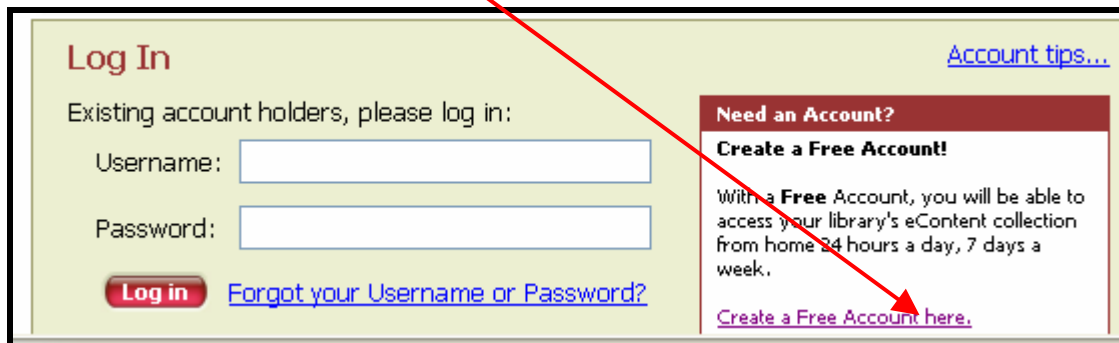 Log In
Account tips...
Existing account holders, please log in:
Username:
Password:
Log in
Forgot your Username or Password?
Need an Account?
Create a Free Account!
With a Free Account, you will be able to
access your library's eContent collection
from home 24 hours a day, 7 days a
week.
Create a Free Account here.